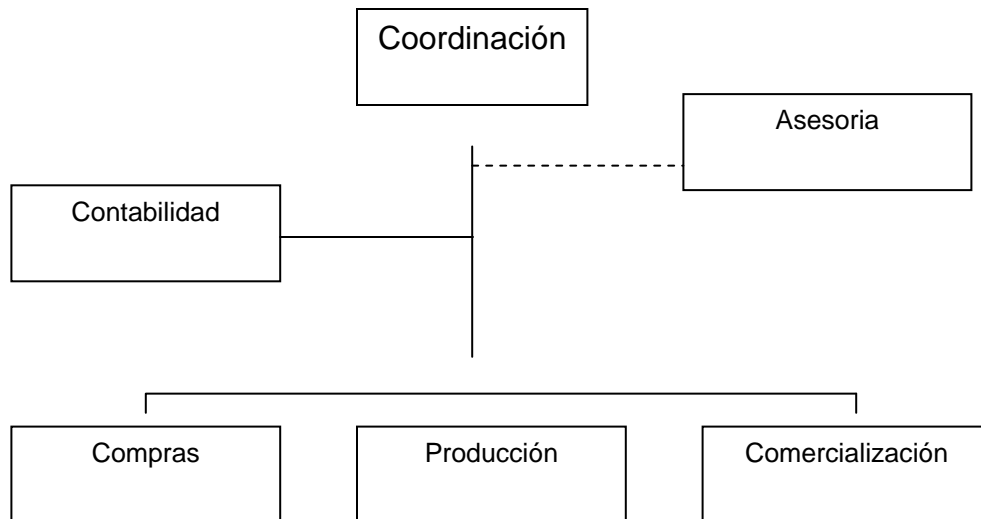 Coordinación
Asesoria
Contabilidad
Compras
Producción
Comercialización